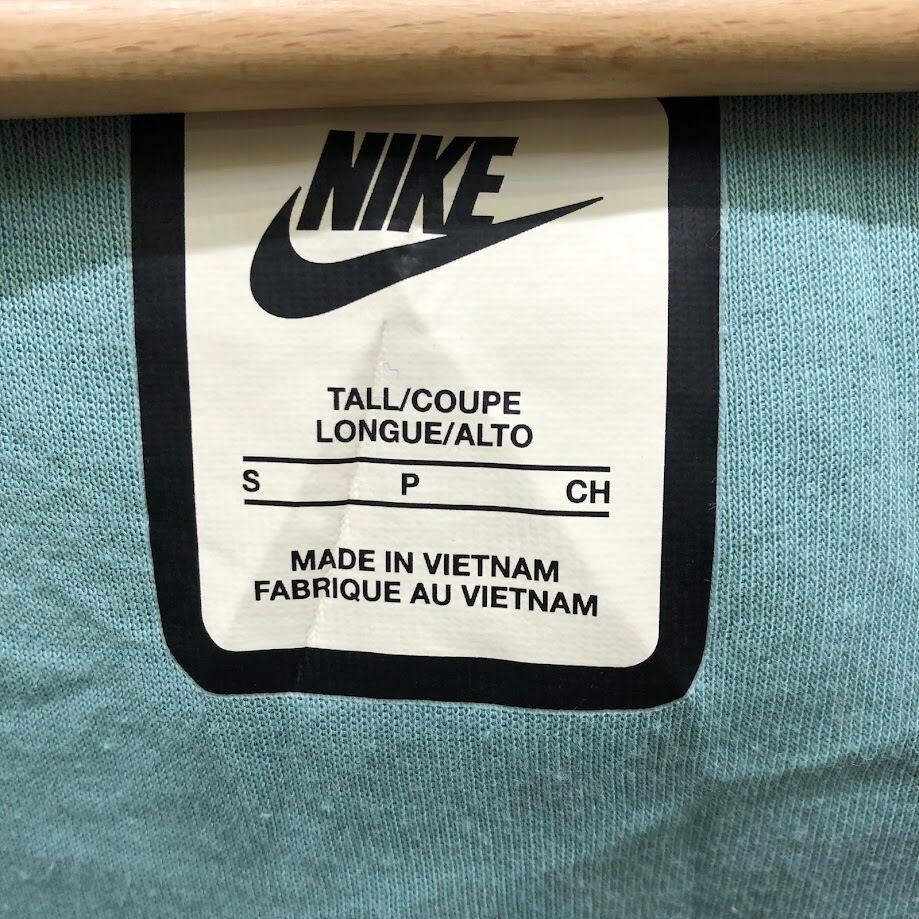 NIKE
TALL/COUPE
LONGUE/ALTO
S P CH
MADE IN VIETNAM
FABRIQUE AU VIETNAM